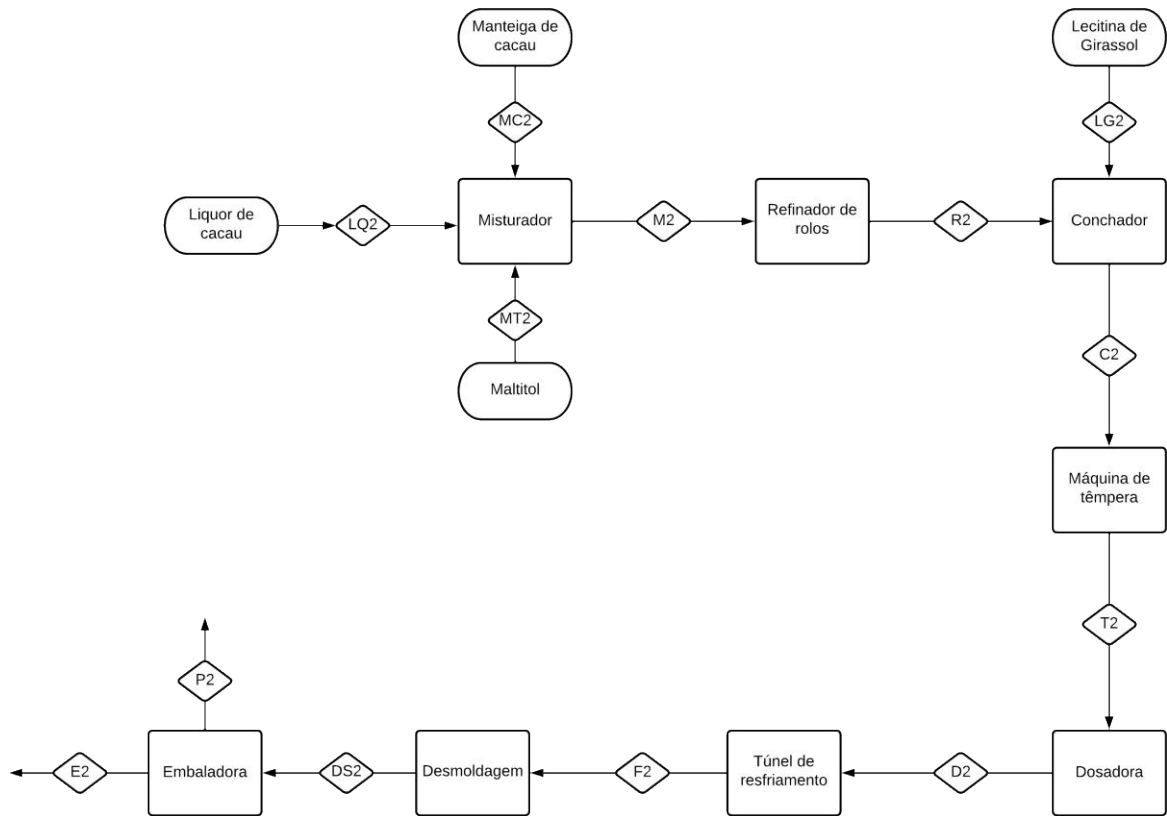 Manteiga de
cacau
Lecitina de
Girassol
MC2
LG2
Liquor de
cacau
LQ2
Misturador
M2
Refinador de
rolos
R2
Conchador
MT2
C2
Maltitol
Máquina de
têmpera
T2
P2
E2
Embaladora
DS2
Desmoldagem
F2
Túnel de
resfriamento
D2
Dosadora